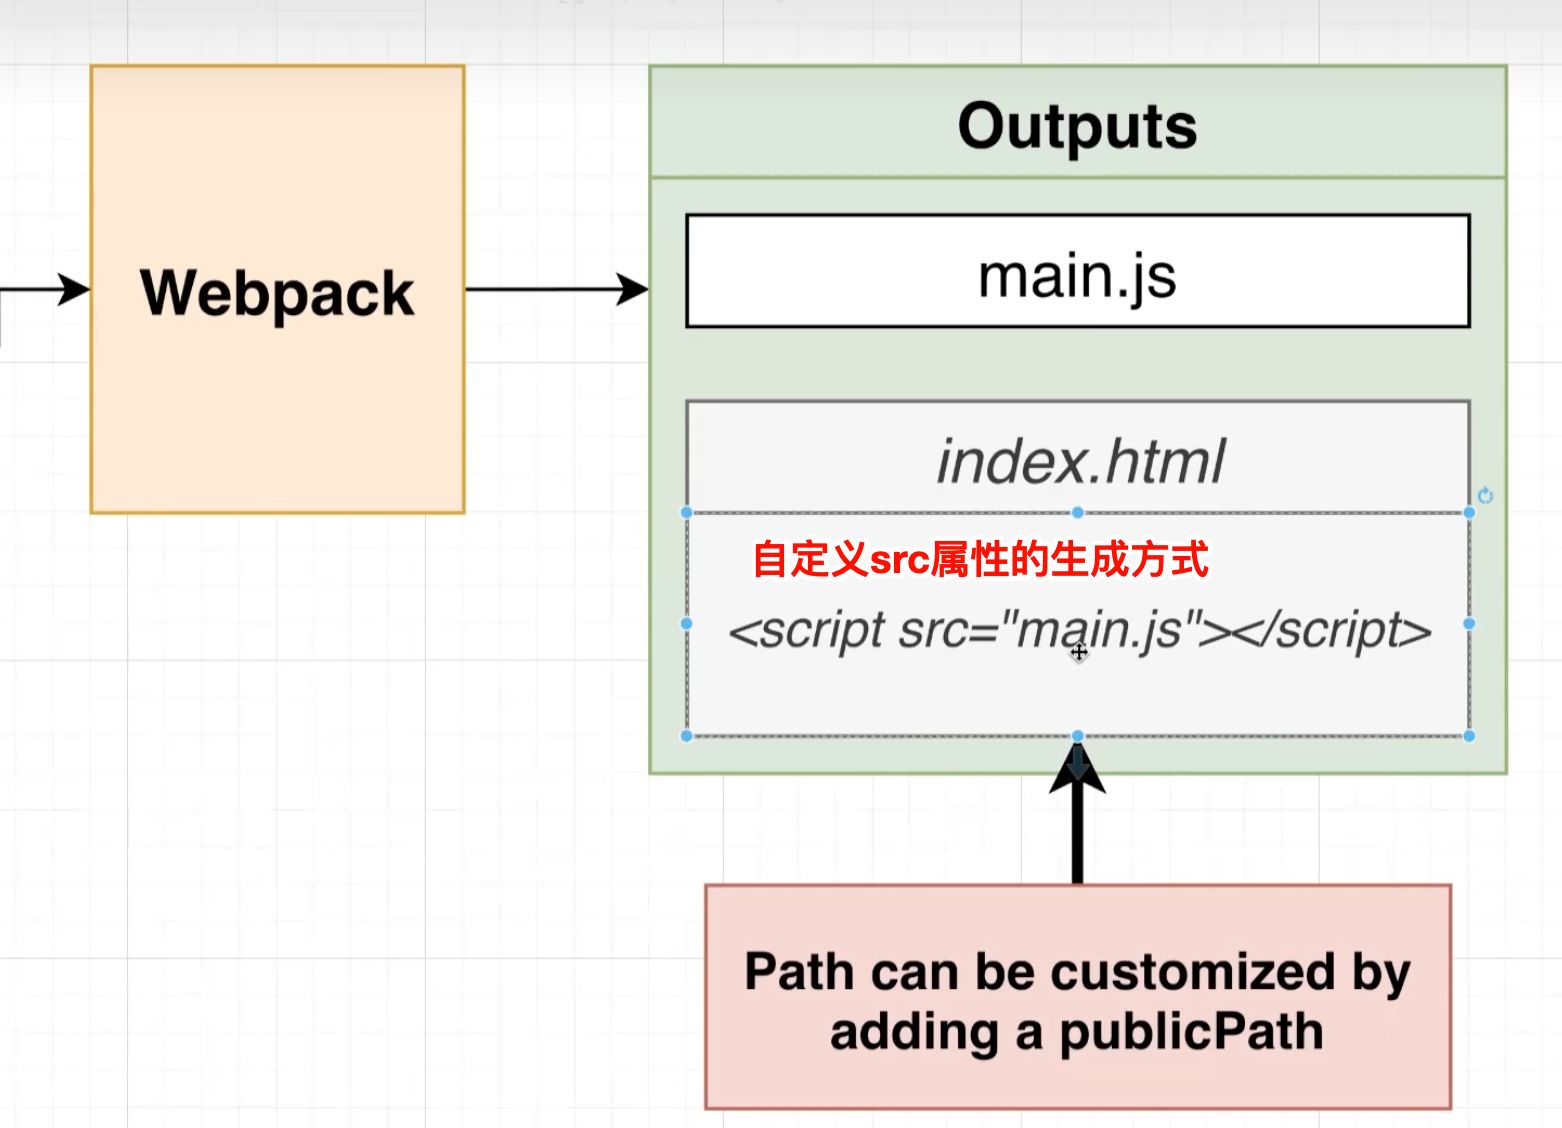 Webpack
Outputs
main.js
index.html
自定义src属性的生成方式
<script src="main.js"></script>
Path can be customized by
adding a publicPath